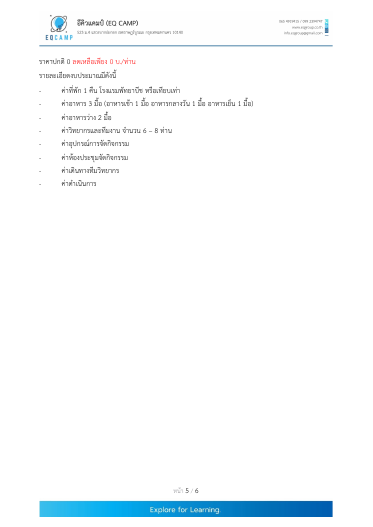 อีคิวแคมป์ (EQ CAMP)
EQCAMP
www.eqgroup.co.th
info.eqgroup@gmail.com
ราคาปกติ 0 ลดเหลือเพียง 0 บ./ท่าน
รายละเอียดงบประมาณมีดังนี้
- ค่าที่พัก 1 คืน โรงแรมพัทยาปัช หรือเทียบเท่า
- ค่าอาหาร 3 มื้อ (อาหารเช้า 1 มื้อ อาหารกลางวัน 1 มื้อ อาหารเย็น 1 มื้อ)
- ค่าอาหารว่าง 2 มื้อ
- ค่าวิทยากรและทีมงาน จำนวน 6 – 8 ท่าน
- ค่าอุปกรณ์การจัดกิจกรรม
- ค่าห้องประชุมจัดกิจกรรม
- ค่าเดินทางทีมวิทยากร
- ค่าดำเนินการ
หน้า 5 / 6
Explore for Learning